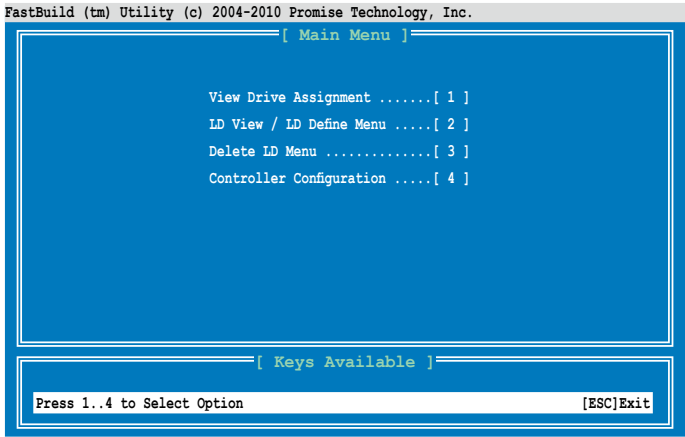 FastBuild (tm) Utility (c) 2004-2010 Promise Technology, Inc.
[ Main Menu ]
View Drive Assignment .......[ 1 ]
LD View / LD Define Menu .....[ 2 ]
Delete LD Menu ..............[ 3 ]
Controller Configuration .....[ 4 ]
[ Keys Available ]
Press 1..4 to Select Option [ESC]Exit